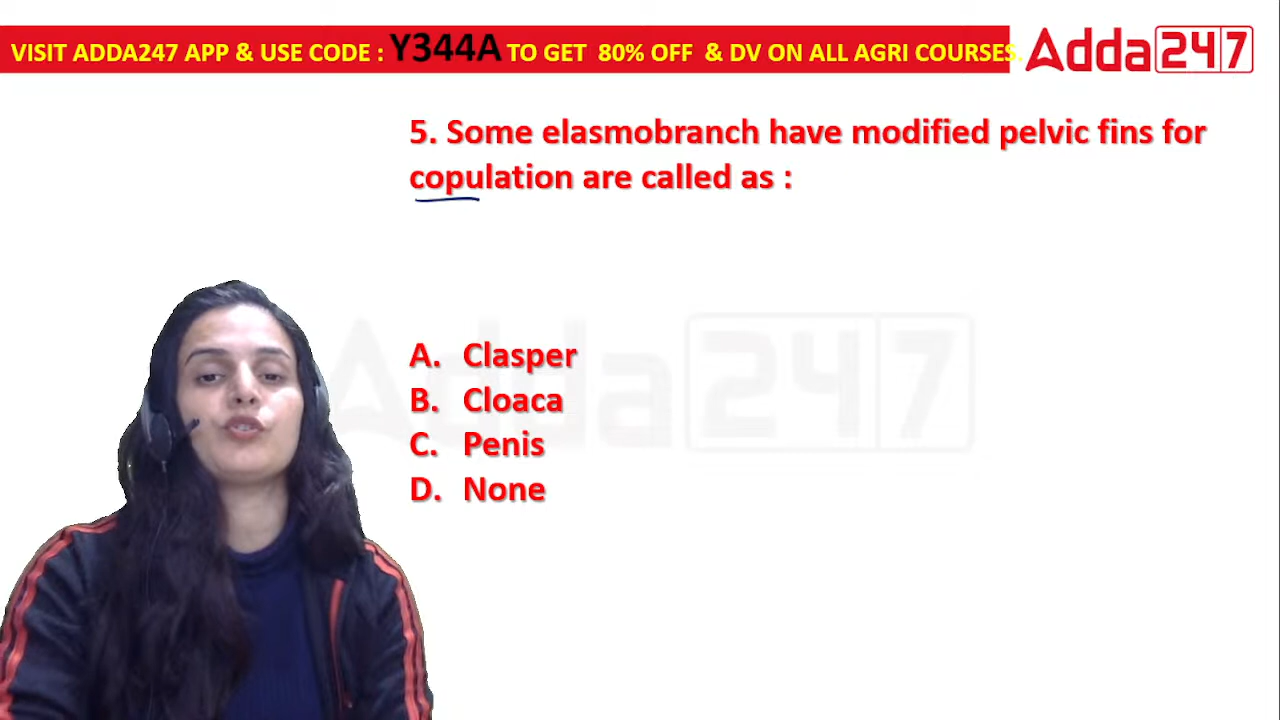 VISIT ADDA247 APP & USE CODE : Y344A TO GET 80% OFF & DV ON ALL AGRI COURSES.
Adda247
5. Some elasmobranch have modified pelvic fins for
copulation are called as :
Adda247
A. Clasper
B. Cloaca
C. Penis
D. None